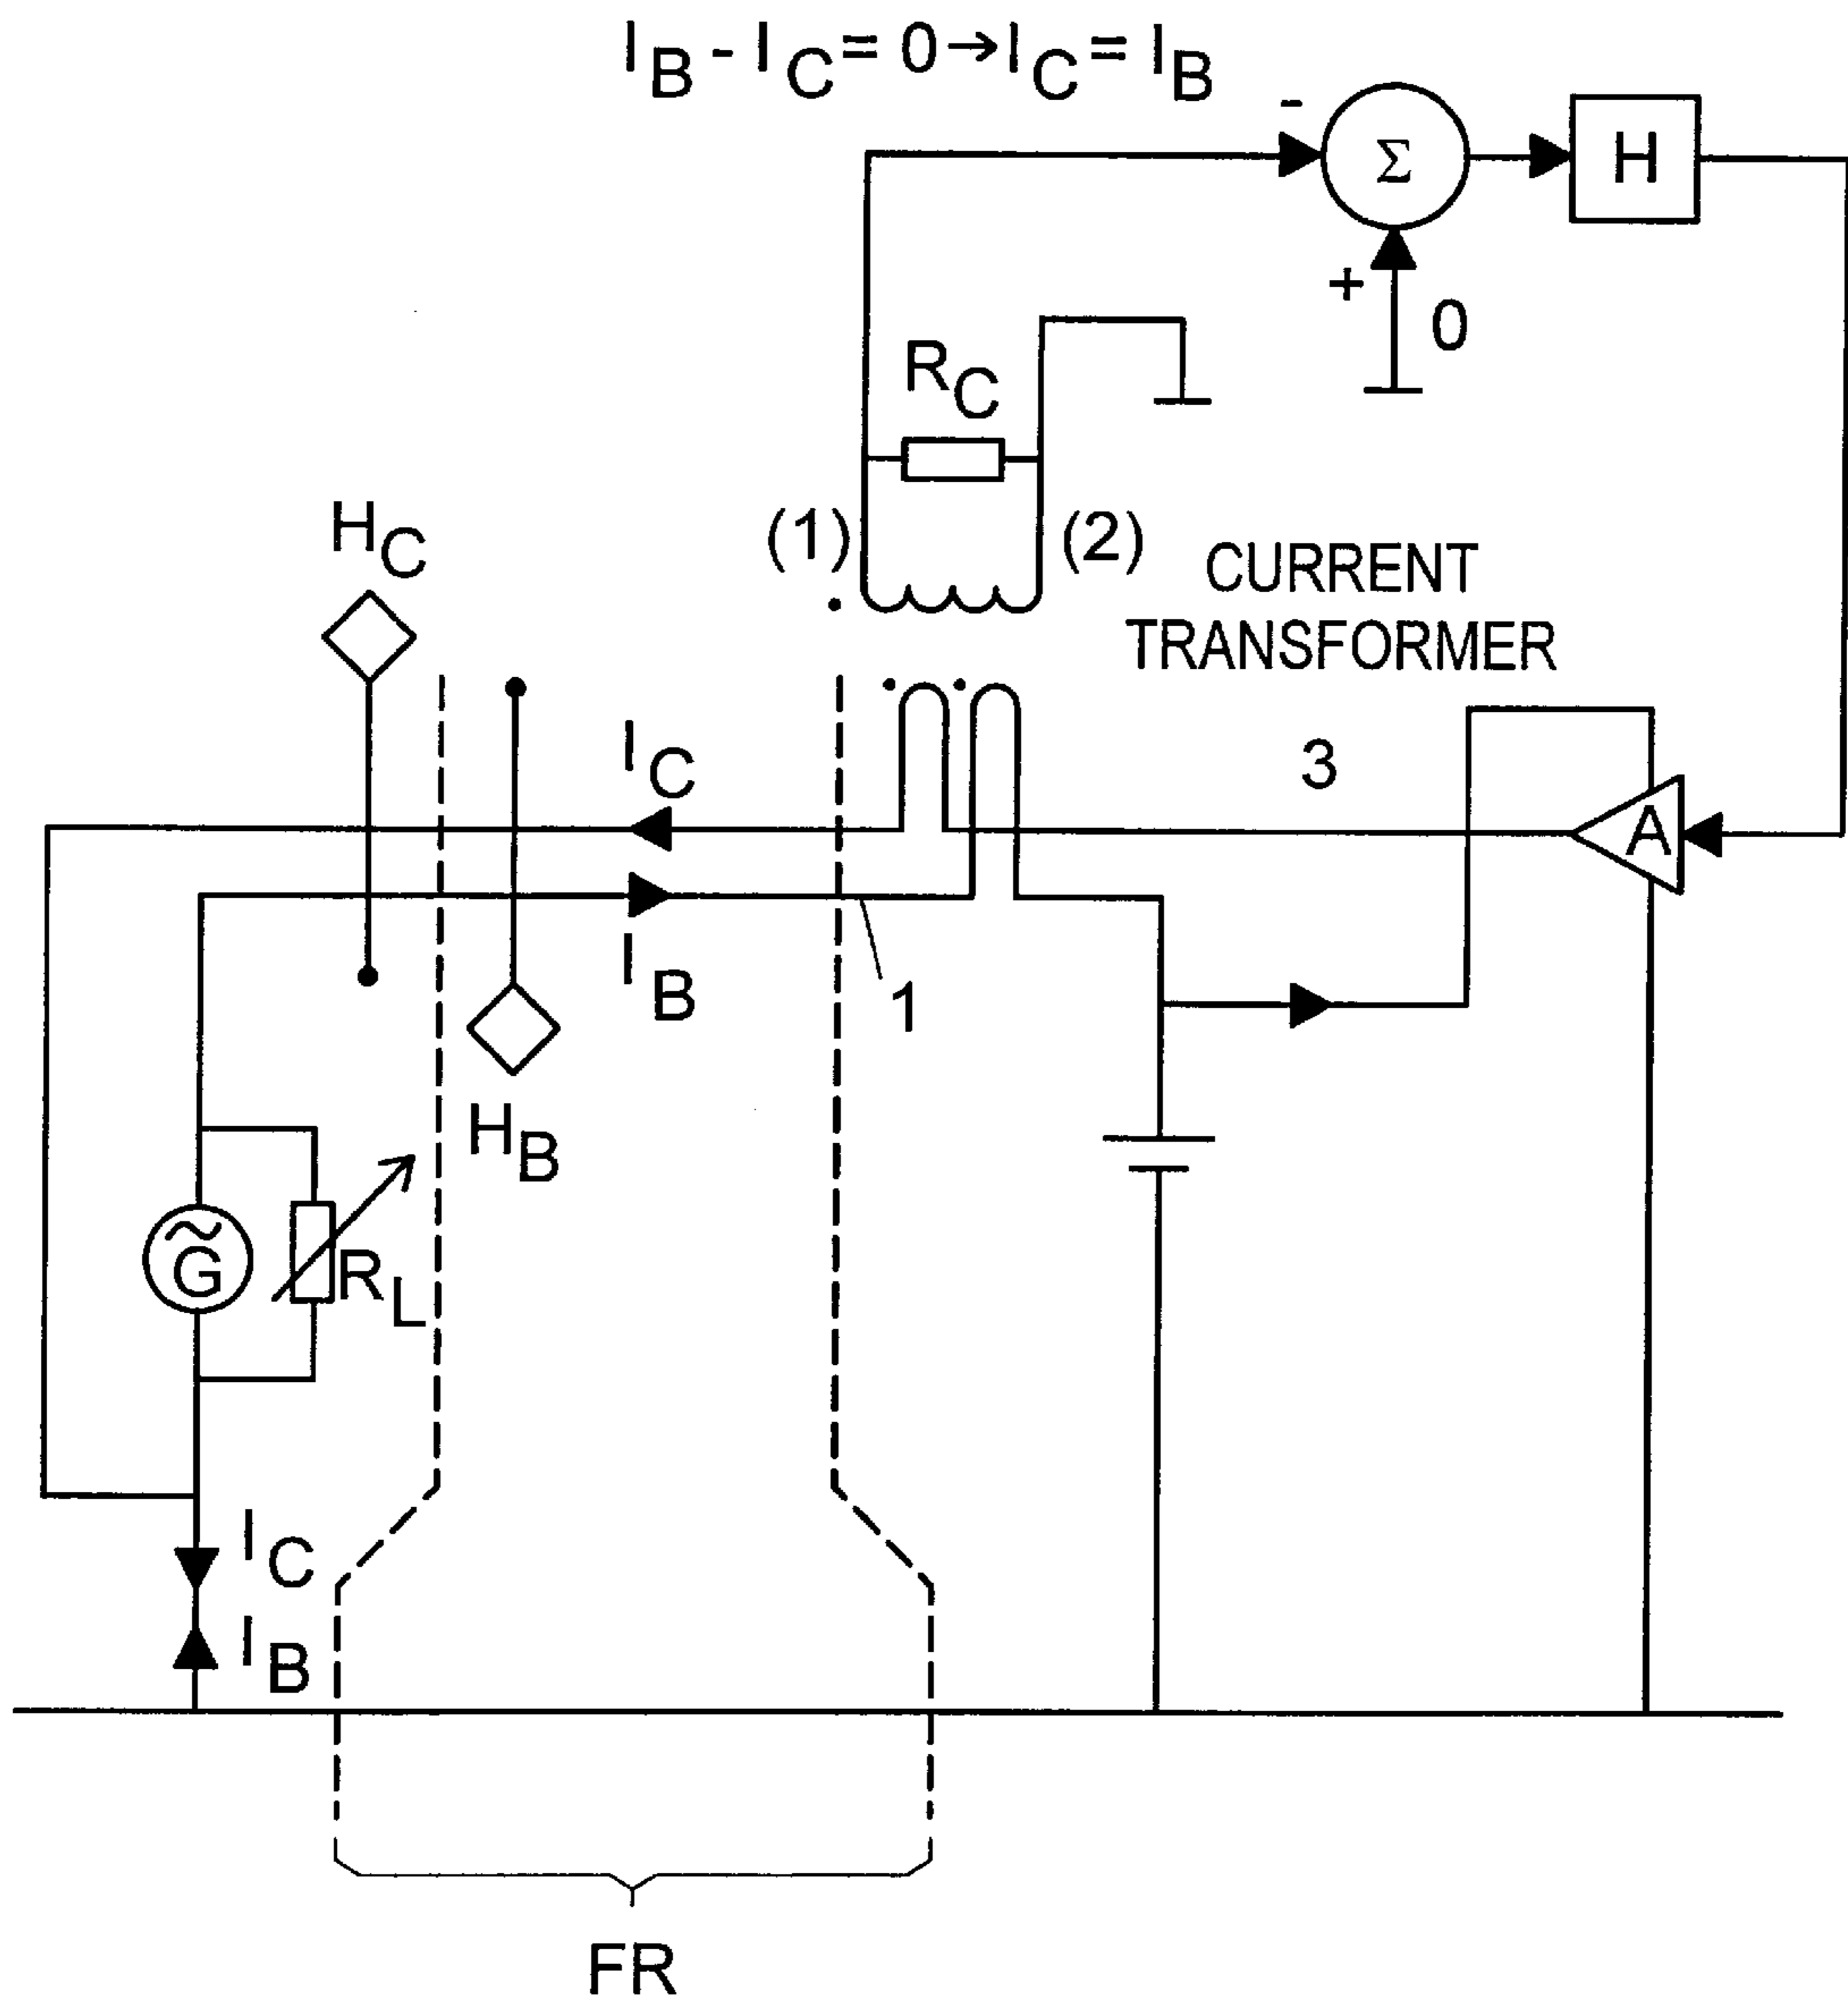 I_B - I_C = 0 → I_C = I_B
-
Σ
H
+
0
R_C
(1)
(2)
H_C
CURRENT
TRANSFORMER
I_C
3
A
I_B
1
H_B
G
R_L
I_C
I_B
FR